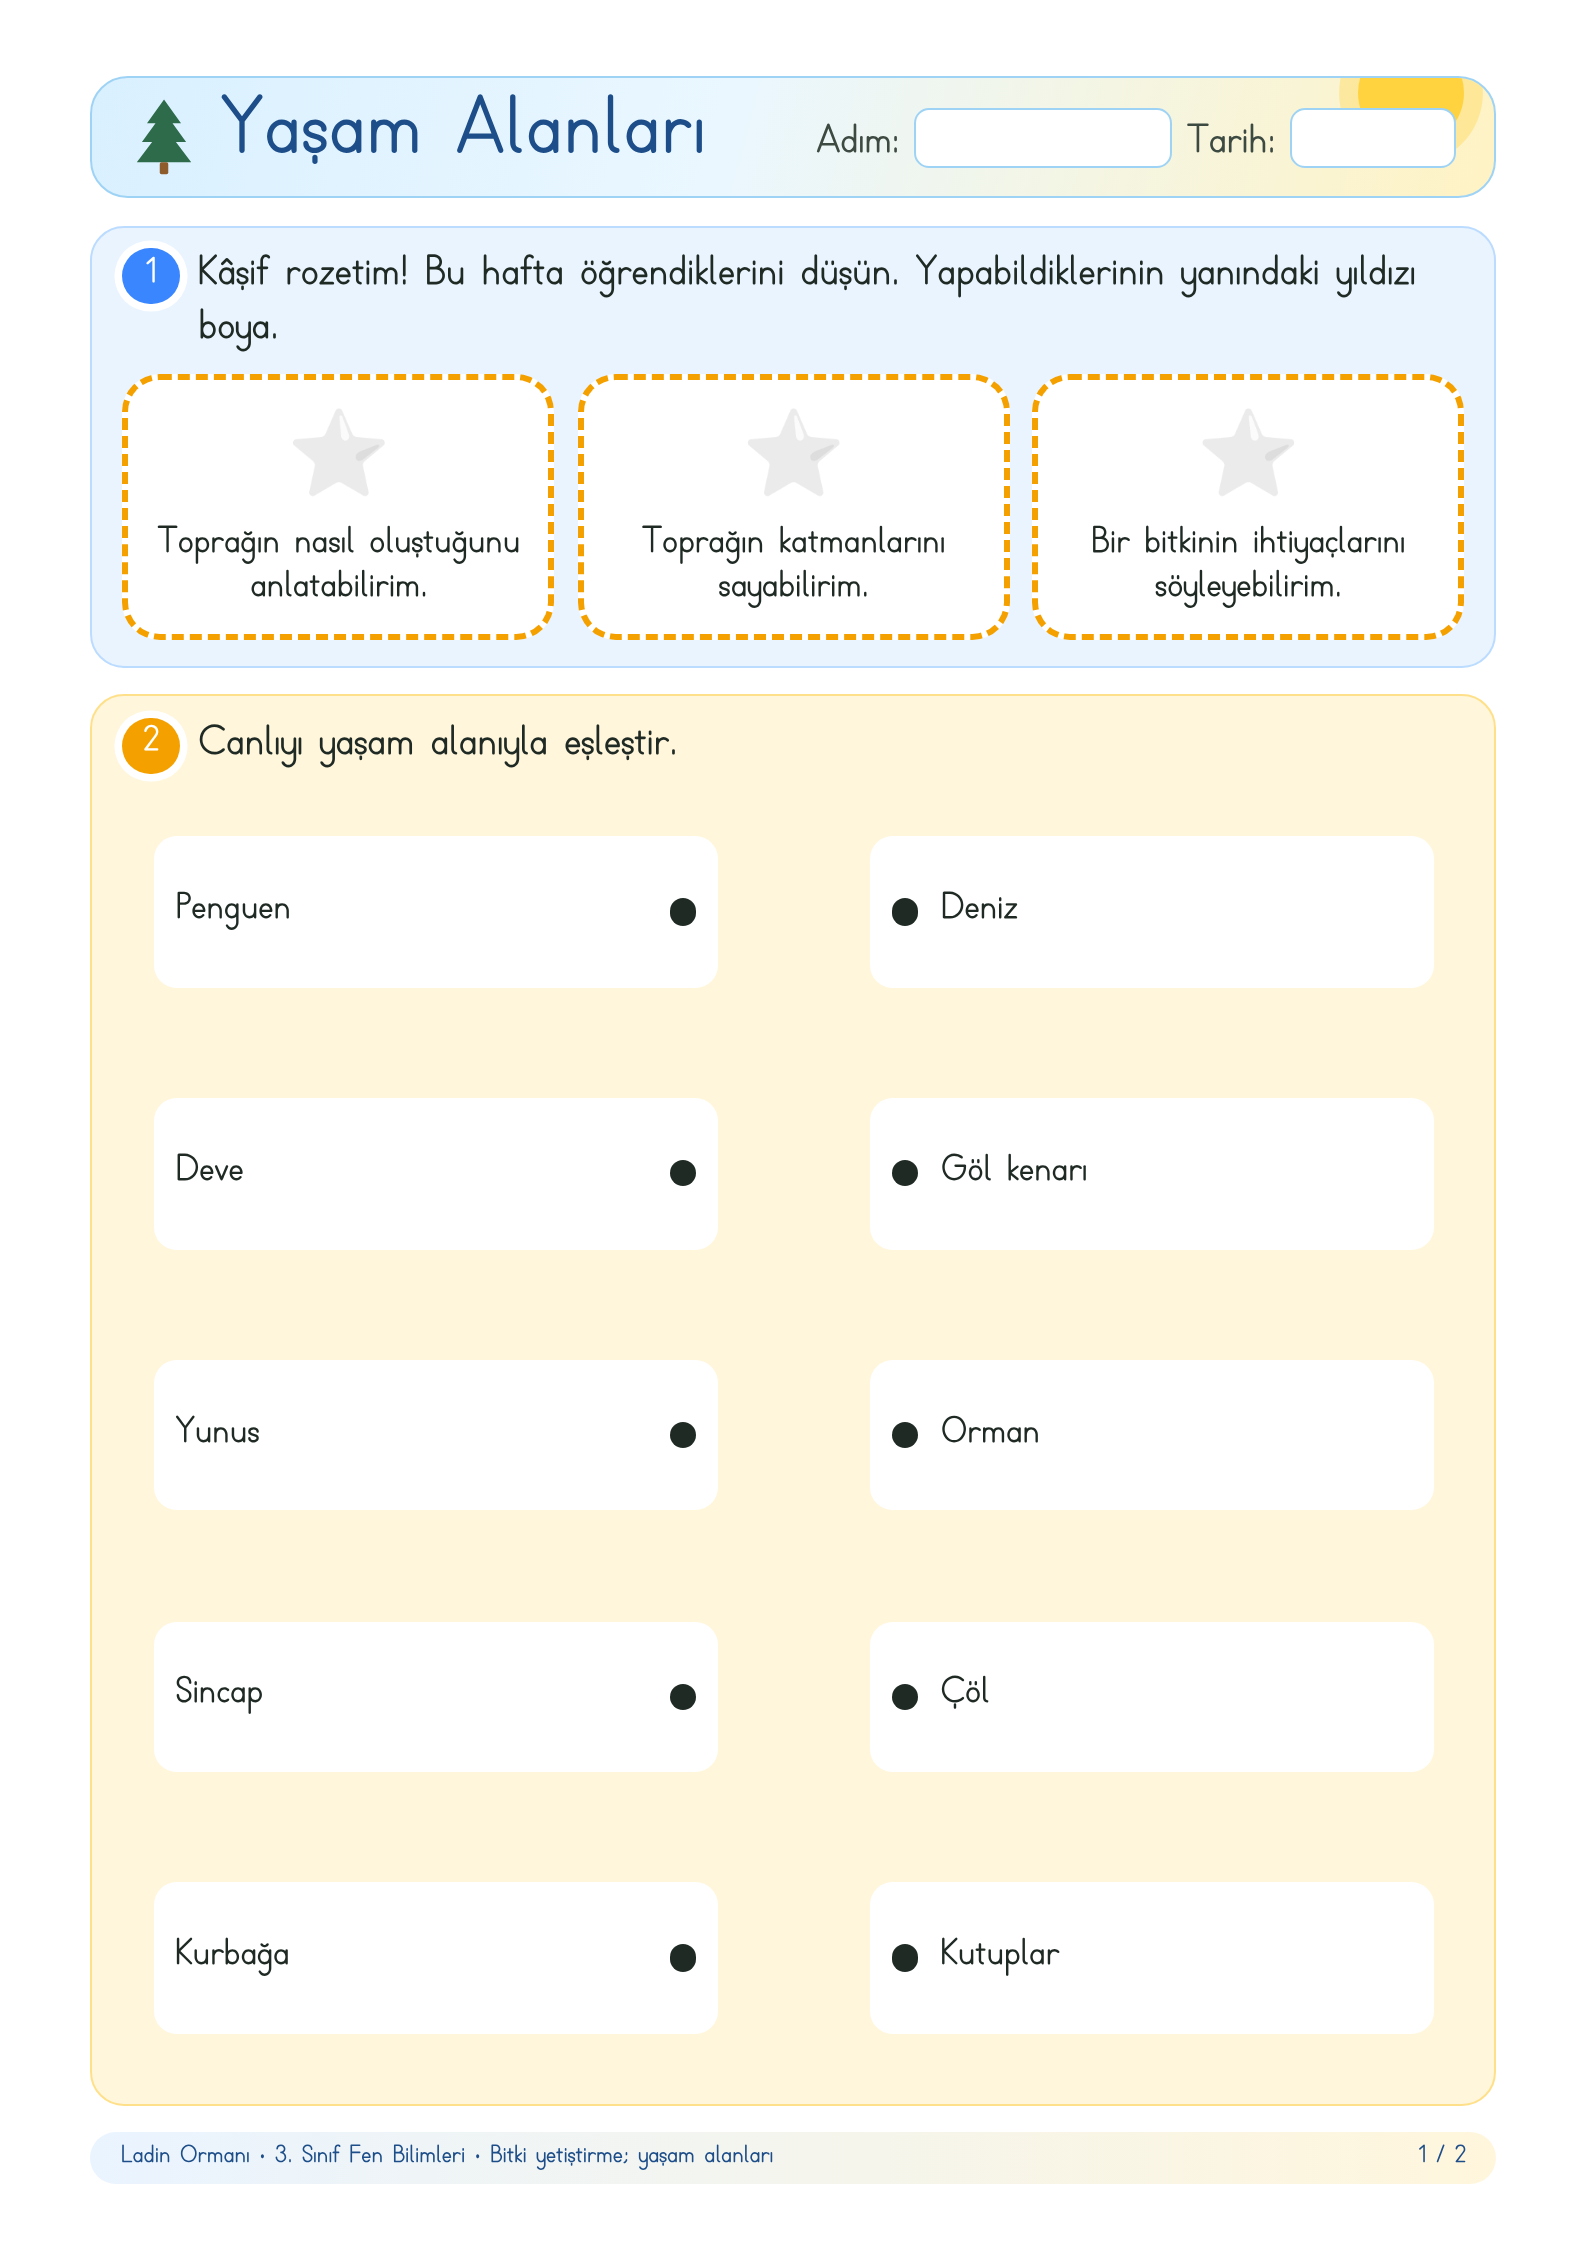 Yaşam Alanları
Adım:
Tarih:
1
Kâşif rozetim! Bu hafta öğrendiklerini düşün. Yapabildiklerinin yanındaki yıldızı
boya.
Toprağın nasıl oluştuğunu
anlatabilirim.
Toprağın katmanlarını
sayabilirim.
Bir bitkinin ihtiyaçlarını
söyleyebilirim.
2
Canlıyı yaşam alanıyla eşleştir.
Penguen
Deniz
Deve
Göl kenarı
Yunus
Orman
Sincap
Çöl
Kurbağa
Kutuplar
Ladin Ormanı • 3. Sınıf Fen Bilimleri • Bitki yetiştirme; yaşam alanları
1 / 2